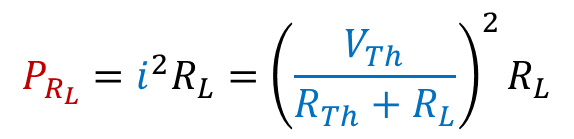 $P_{R_L} = i^2 R_L = \left( \frac{V_{Th}}{R_{Th} + R_L} \right)^2 R_L$